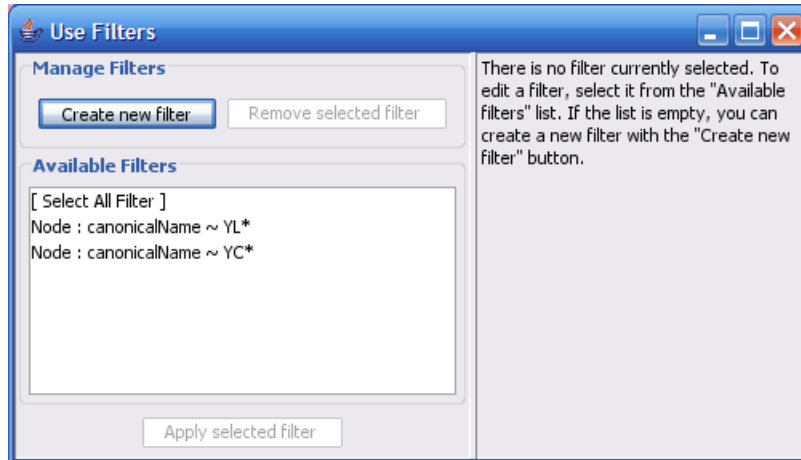 Use Filters
Manage Filters
Create new filter
Remove selected filter
Available Filters
[ Select All Filter ]
Node : canonicalName ~ YL*
Node : canonicalName ~ YC*
Apply selected filter
There is no filter currently selected. To
edit a filter, select it from the "Available
filters" list. If the list is empty, you can
create a new filter with the "Create new
filter" button.